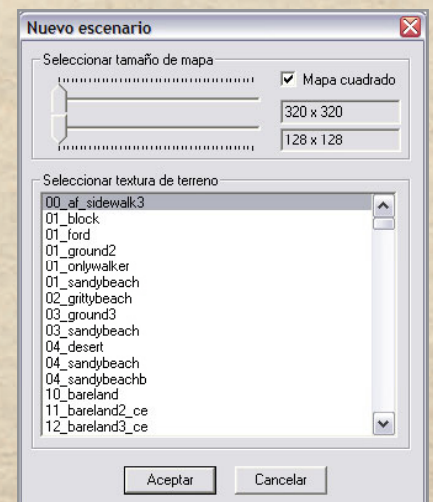 Nuevo escenario
Seleccionar tamaño de mapa
Mapa cuadrado
320 x 320
128 x 128
Seleccionar textura de terreno
00_af_sidewalk3
01_block
01_ford
01_ground2
01_onlywalker
01_sandybeach
02_grittybeach
03_ground3
03_sandybeach
04_desert
04_sandybeach
04_sandybeachb
10_bareland
11_bareland2_ce
12_bareland3_ce
Aceptar
Cancelar